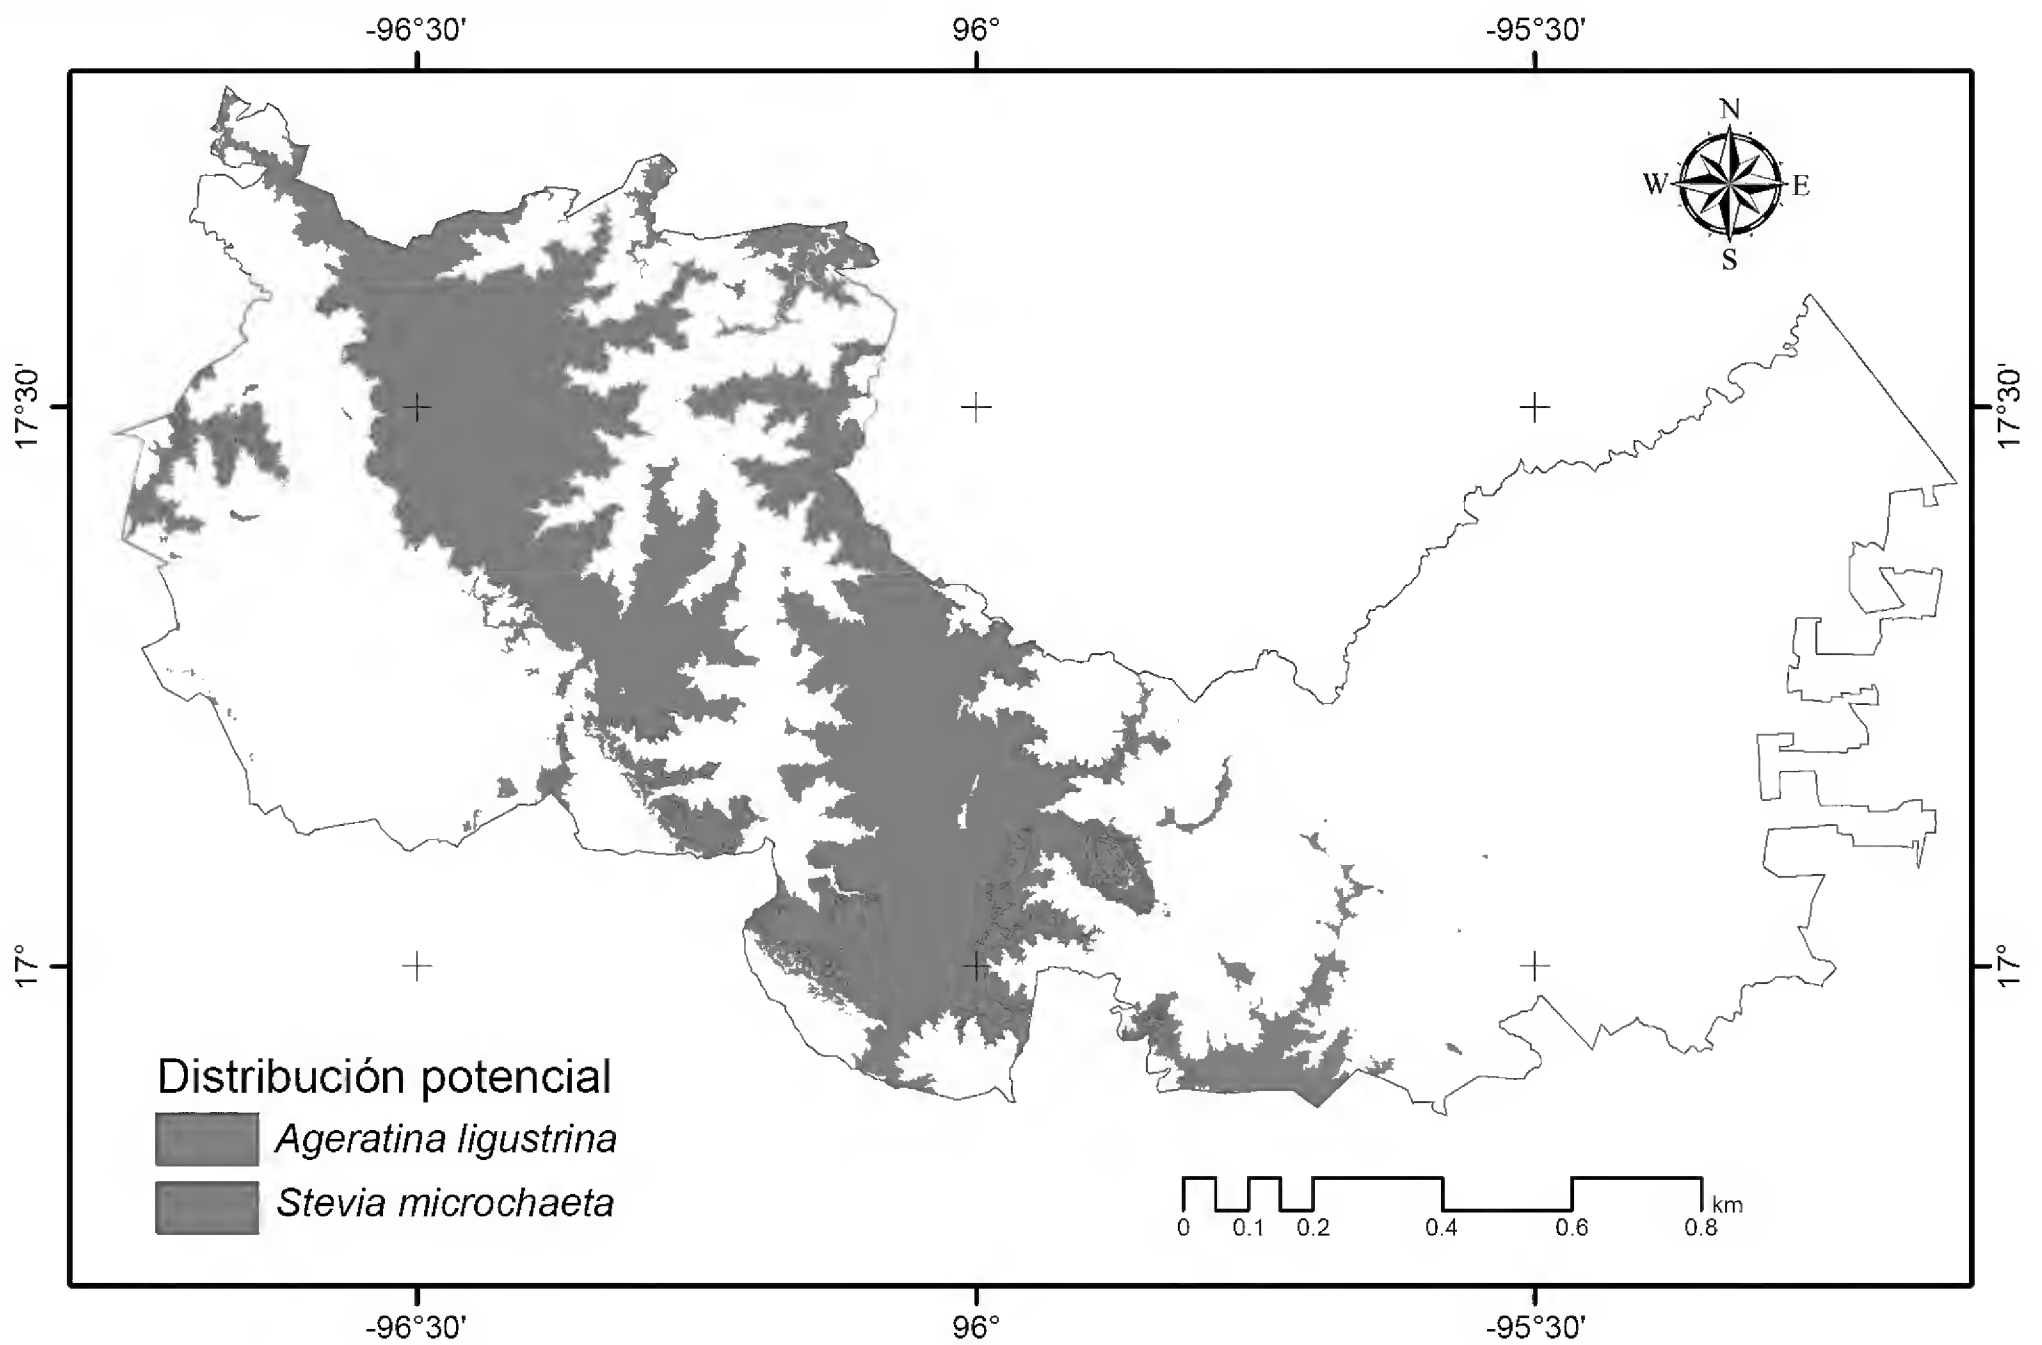 -96°30' 96° -95°30'
N
W E
S
17°30' 17°30'
17° 17°
Distribución potencial
Ageratina ligustrina
Stevia microchaeta
km
0 0.1 0.2 0.4 0.6 0.8
-96°30' 96° -95°30'